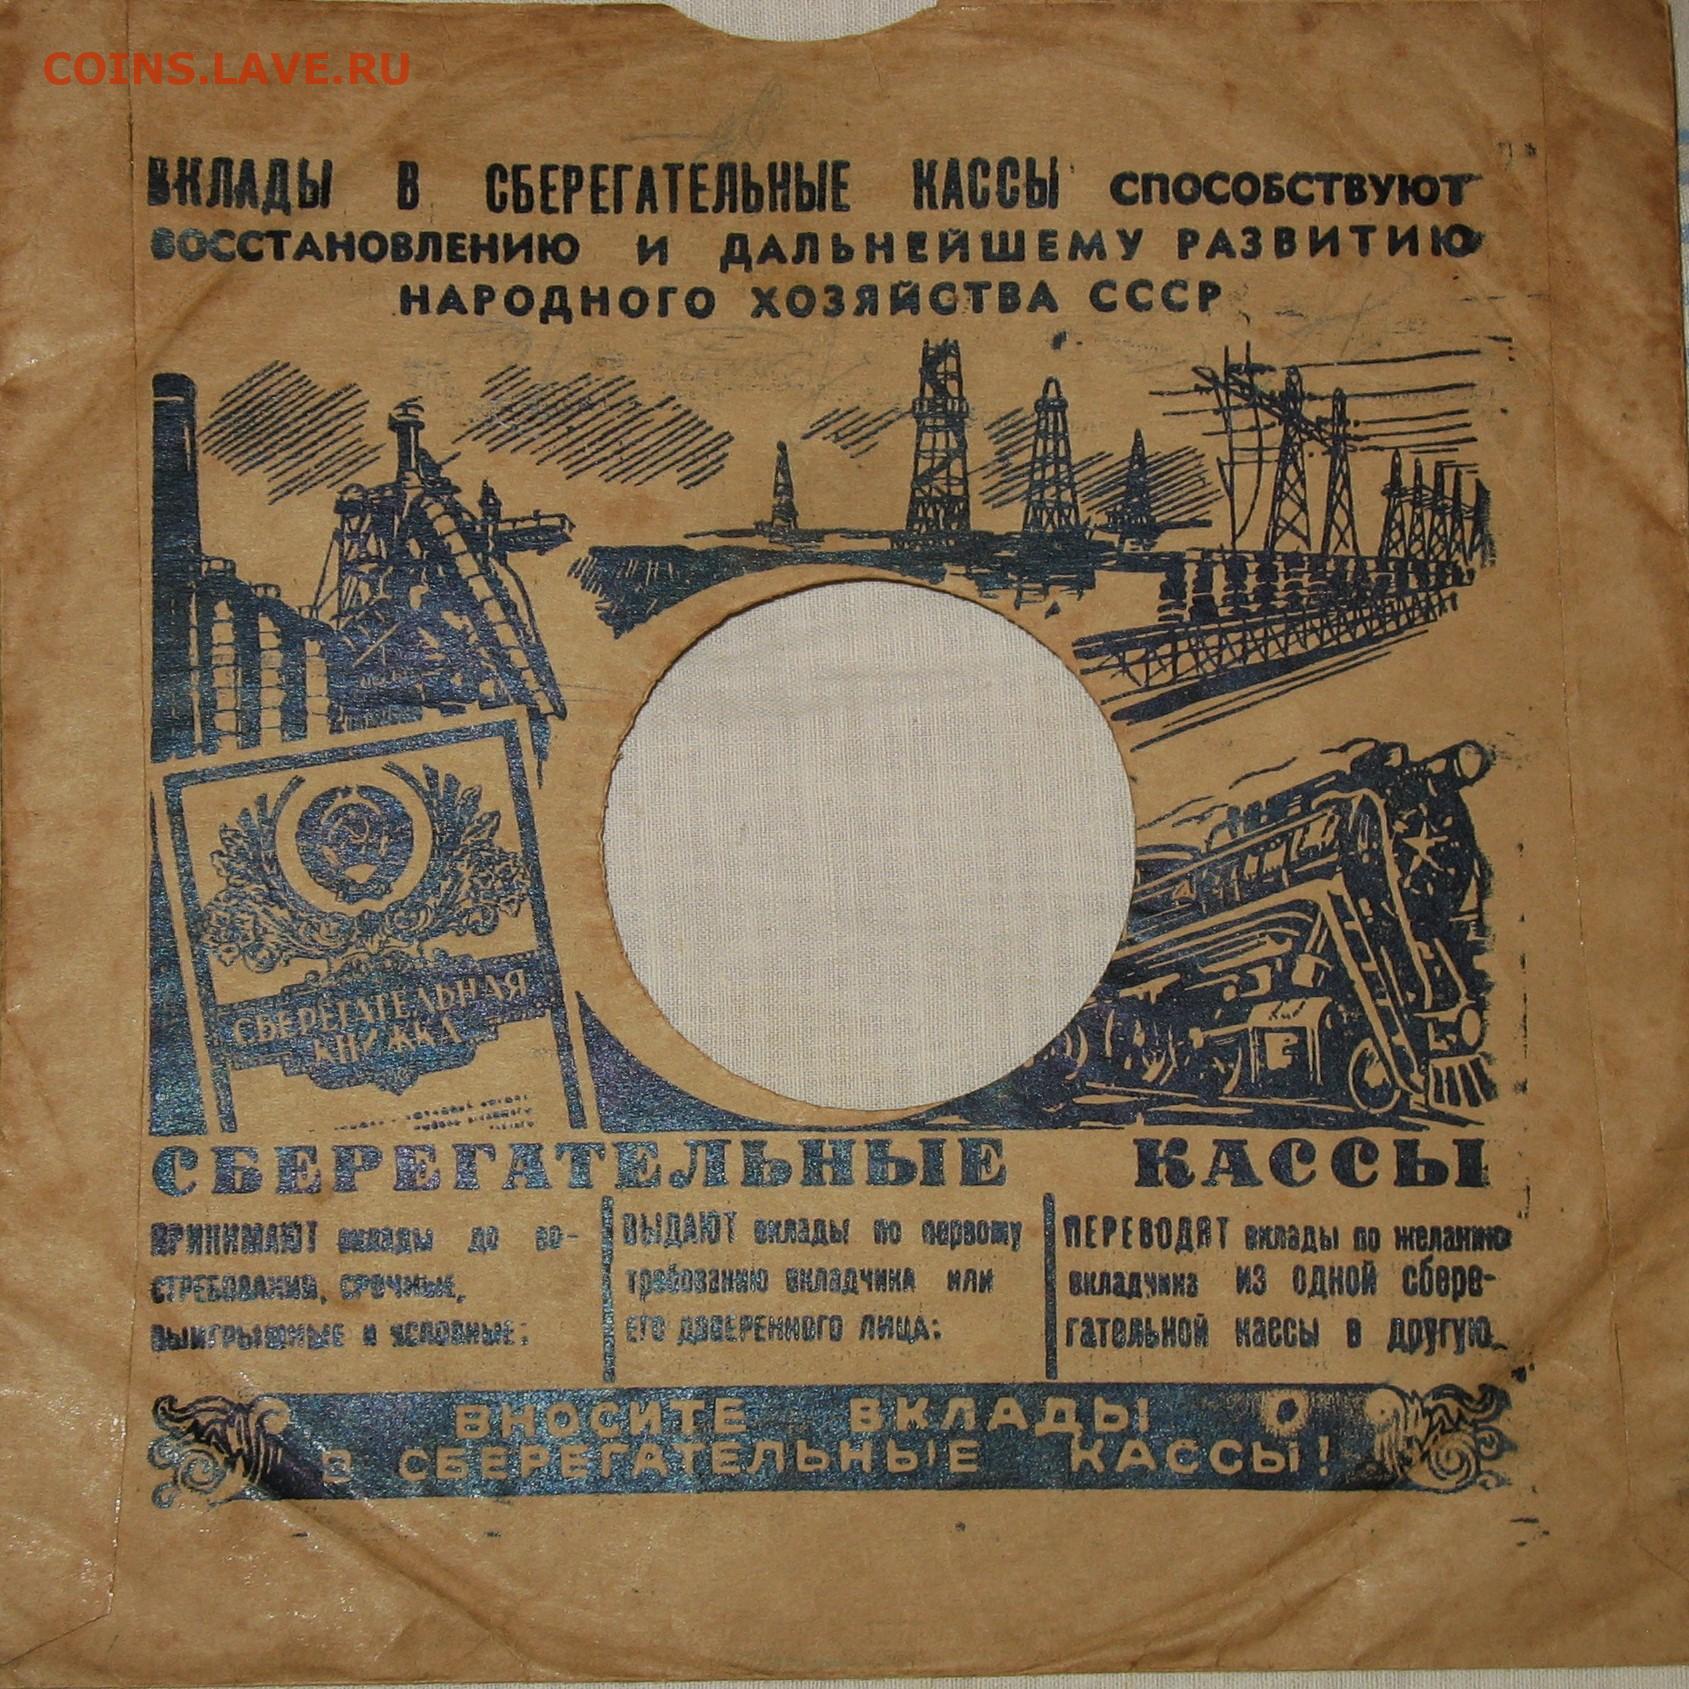 COINS.LAVE.RU
ВКЛАДЫ В СБЕРЕГАТЕЛЬНЫЕ КАССЫ СПОСОБСТВУЮТ
ВОССТАНОВЛЕНИЮ И ДАЛЬНЕЙШЕМУ РАЗВИТИЮ
НАРОДНОГО ХОЗЯЙСТВА СССР
СБЕРЕГАТЕЛЬНАЯ
КНИЖКА
СБЕРЕГАТЕЛЬНЫЕ КАССЫ
ПРИНИМАЮТ вклады до во-
СТРЕБОВАНИЯ, СРОЧНЫЕ,
ВЫИГРЫШНЫЕ И УСЛОВНЫЕ;
ВЫДАЮТ вклады по первому
требованию вкладчика или
ЕГО ДОВЕРЕННОГО ЛИЦА;
ПЕРЕВОДЯТ вклады по желанию
вкладчика ИЗ ОДНОЙ сбере-
гательной кассы в другую.
ВНОСИТЕ ВКЛАДЫ
В СБЕРЕГАТЕЛЬНЫЕ КАССЫ!